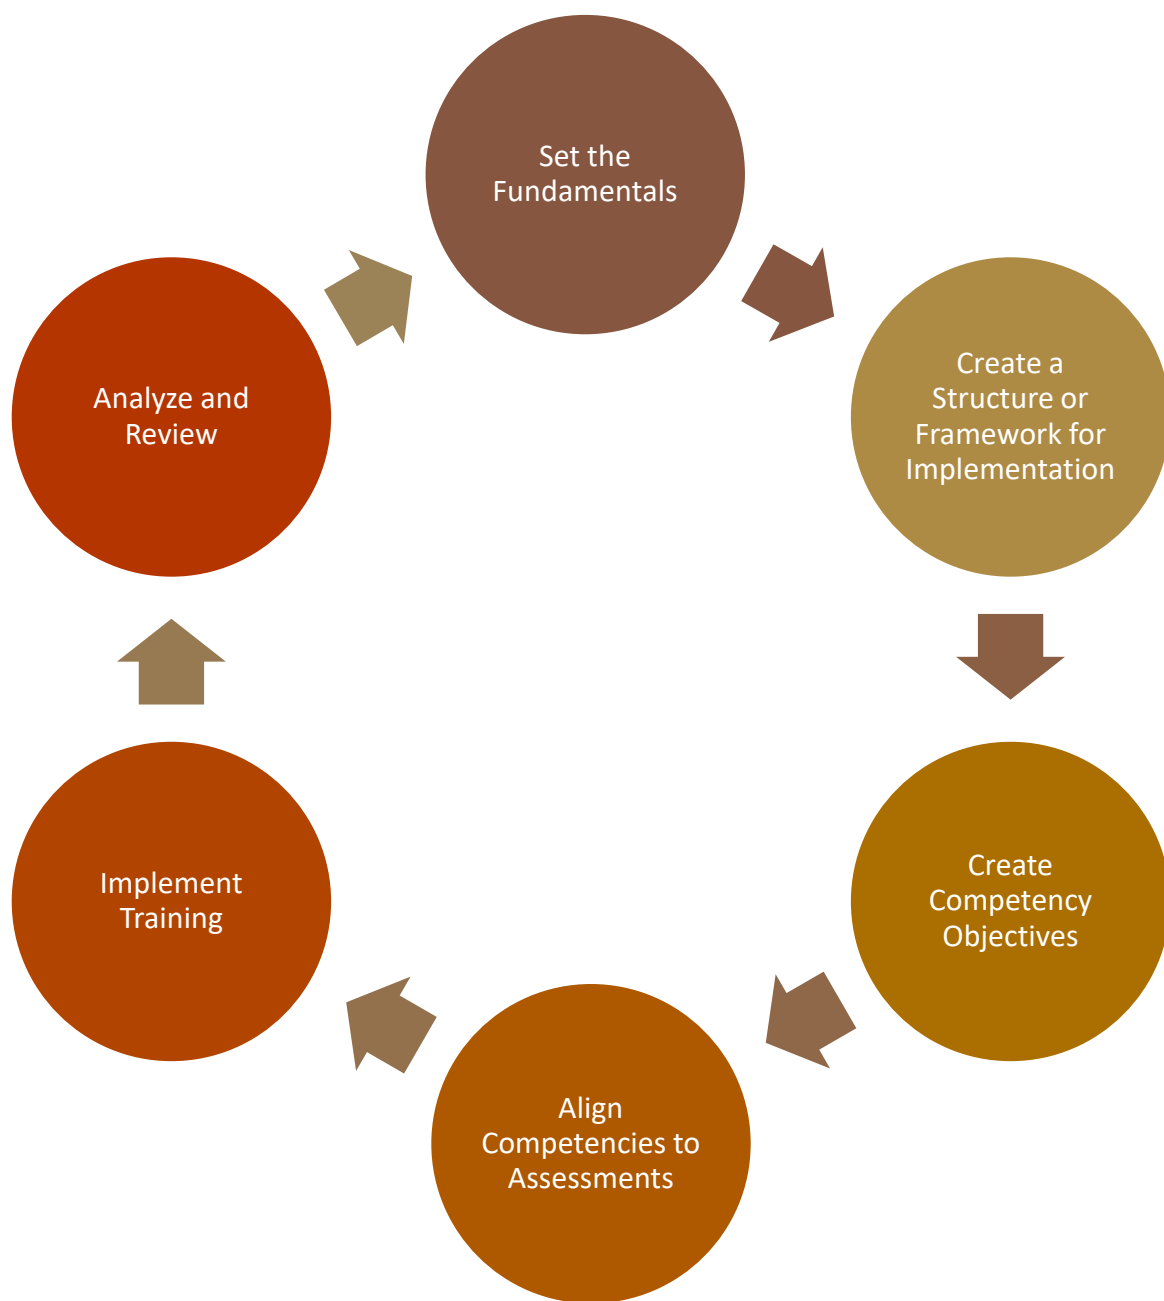 Set the
Fundamentals
Create a
Structure or
Framework for
Implementation
Create
Competency
Objectives
Align
Competencies to
Assessments
Implement
Training
Analyze and
Review